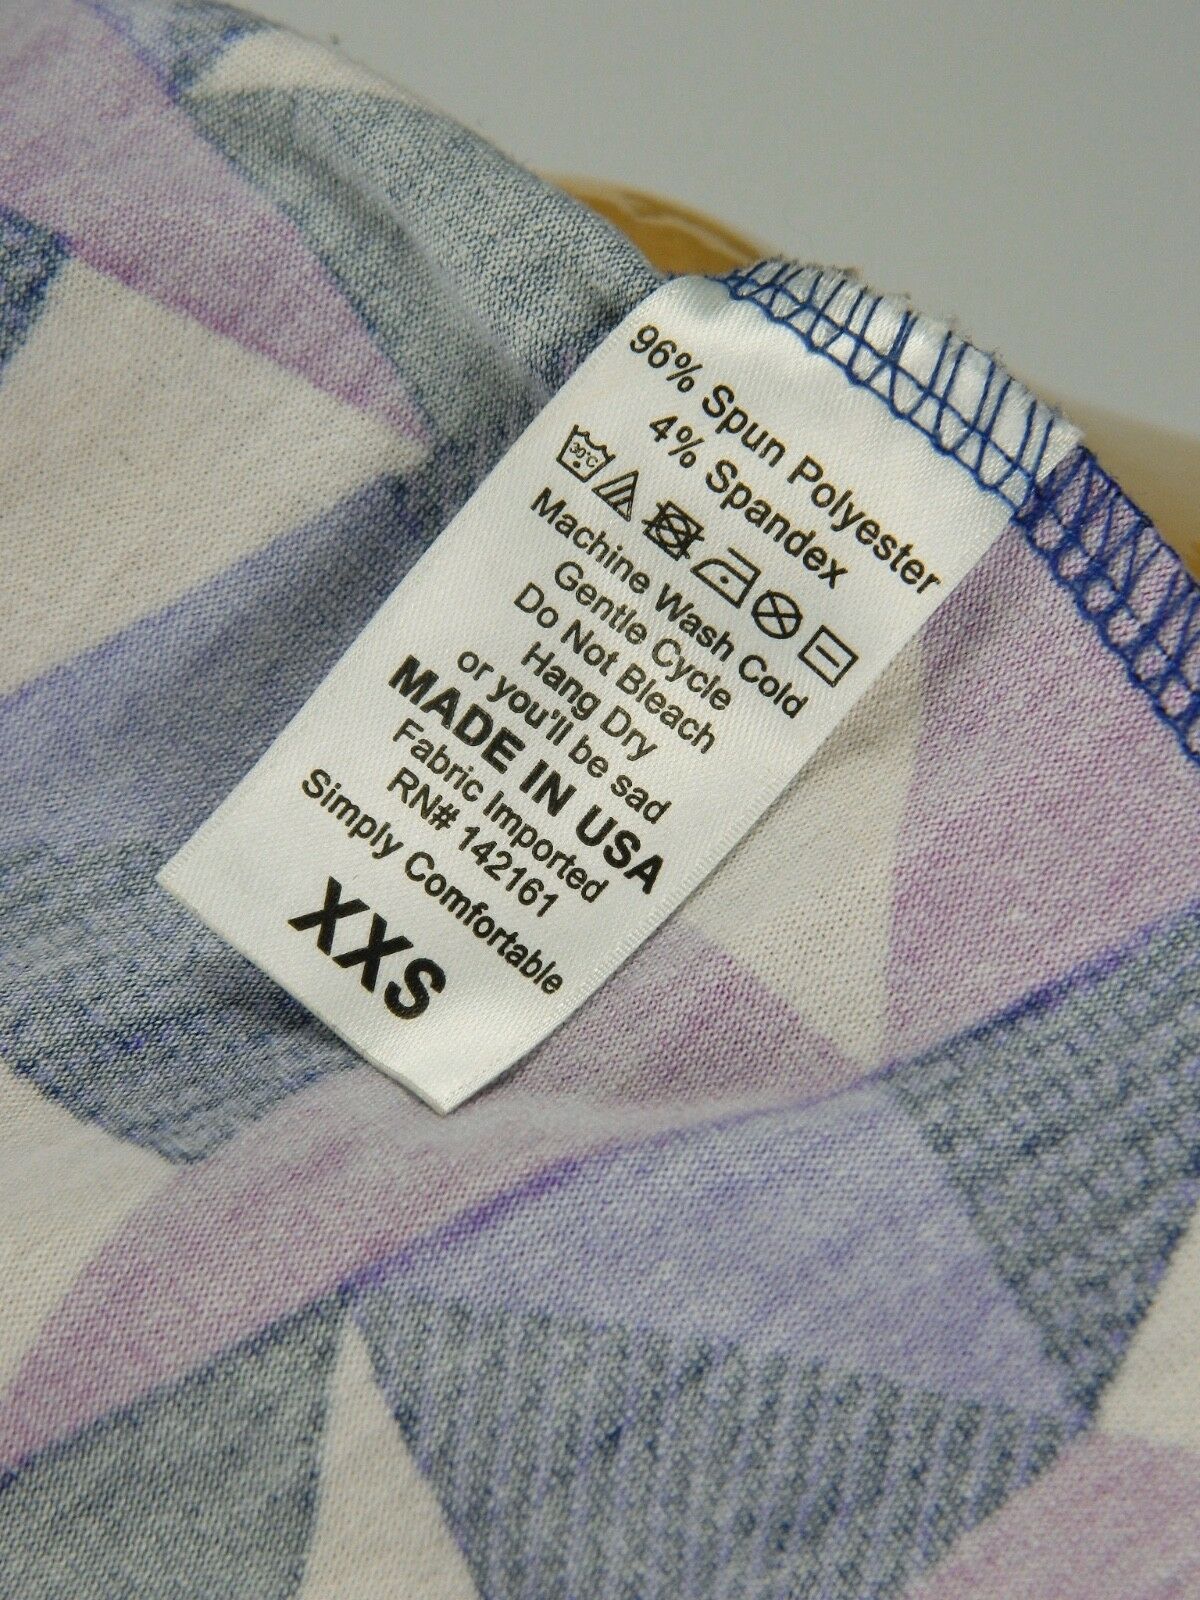 96% Spun Polyester
4% Spandex
30°C
Machine Wash Cold
Gentle Cycle
Do Not Bleach
Hang Dry
or you'll be sad
MADE IN USA
Fabric Imported
RN# 142161
Simply Comfortable
XXS